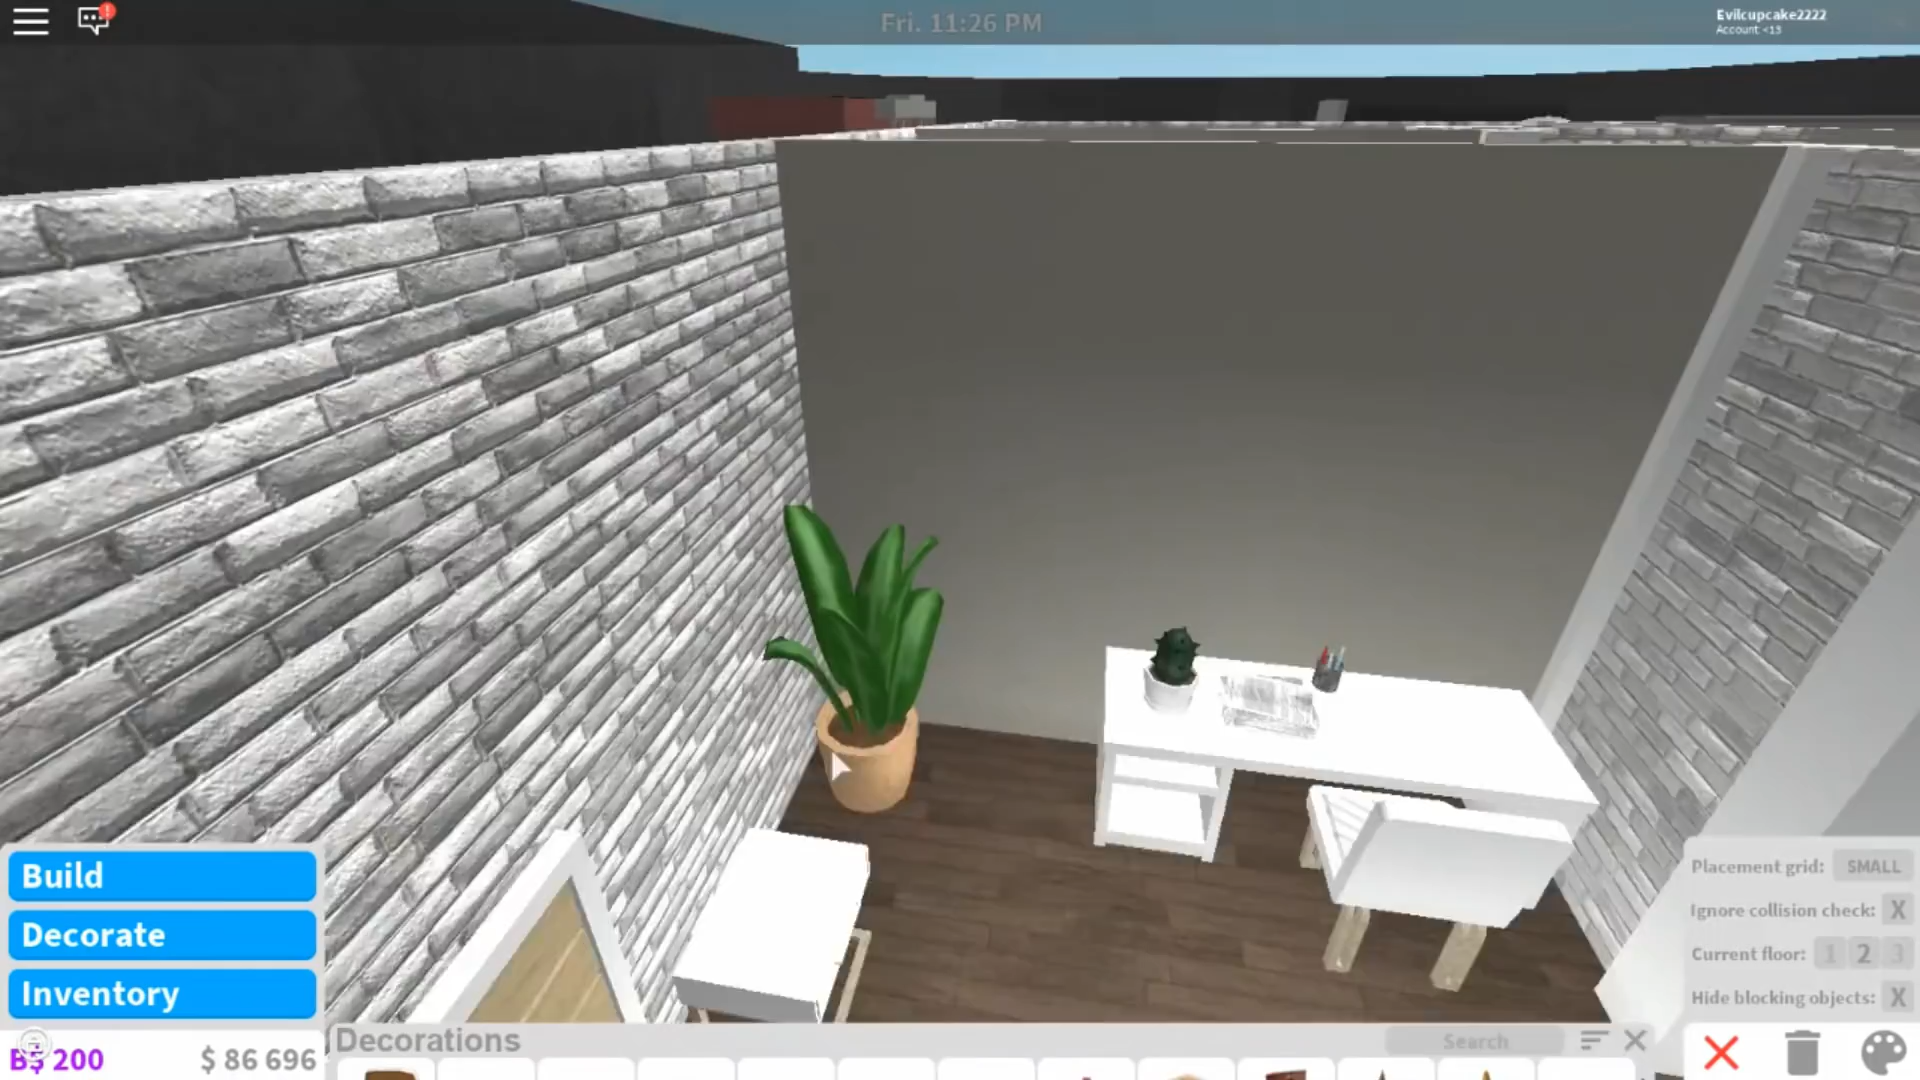 Fri. 11:26 PM
Evilcupcake2222
Account: <13
Build
Decorate
Inventory
B$ 200
$ 86 696
Decorations
Search
Placement grid: SMALL
Ignore collision check: X
Current floor: 1 2 3
Hide blocking objects: X